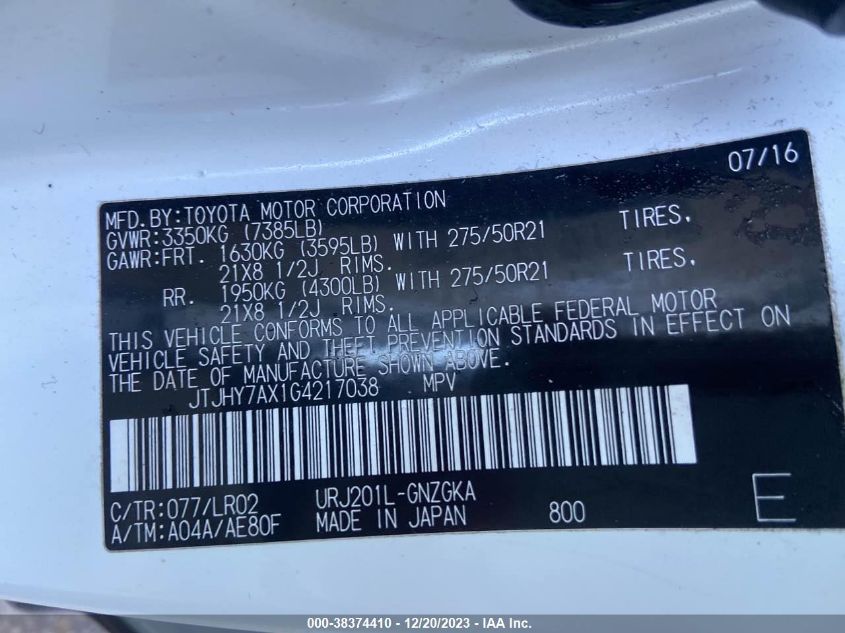 07/16
MFD.BY:TOYOTA MOTOR CORPORATION
GVWR:3350KG (7385LB)
GAWR:FRT. 1630KG (3595LB) WITH 275/50R21 TIRES,
21X8 1/2J RIMS.
RR. 1950KG (4300LB) WITH 275/50R21 TIRES,
21X8 1/2J RIMS.
THIS VEHICLE CONFORMS TO ALL APPLICABLE FEDERAL MOTOR
VEHICLE SAFETY AND THEFT PREVENTION STANDARDS IN EFFECT ON
THE DATE OF MANUFACTURE SHOWN ABOVE.
JTJHY7AX1G4217038 MPV
C/TR:077/LR02 URJ201L-GNZGKA
A/TM:A04A/AE80F MADE IN JAPAN 800 E
000-38374410 - 12/20/2023 - IAA Inc.